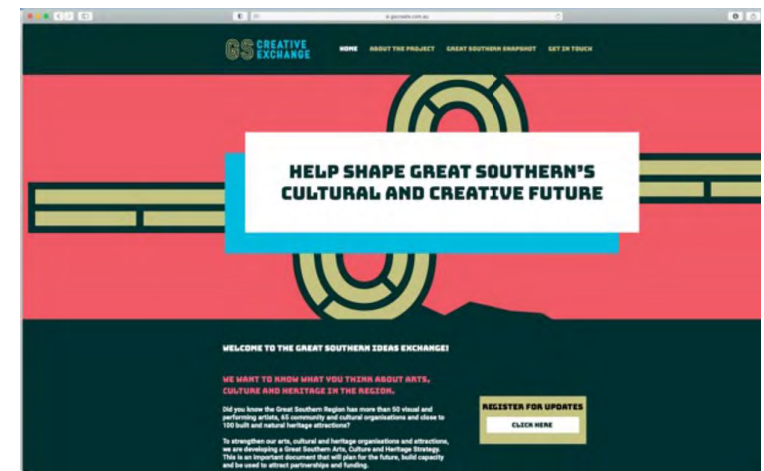 gscreate.com.au
GS CREATIVE EXCHANGE
HOME ABOUT THE PROJECT GREAT SOUTHERN SNAPSHOT GET IN TOUCH
HELP SHAPE GREAT SOUTHERN'S
CULTURAL AND CREATIVE FUTURE
WELCOME TO THE GREAT SOUTHERN IDEAS EXCHANGE!
WE WANT TO KNOW WHAT YOU THINK ABOUT ARTS,
CULTURE AND HERITAGE IN THE REGION.
Did you know the Great Southern Region has more than 50 visual and
performing artists, 65 community and cultural organisations and close to
100 built and natural heritage attractions?
To strengthen our arts, cultural and heritage organisations and attractions,
we are developing a Great Southern Arts, Culture and Heritage Strategy.
This is an important document that will plan for the future, build capacity
and be used to attract partnerships and funding.
REGISTER FOR UPDATES
CLICK HERE